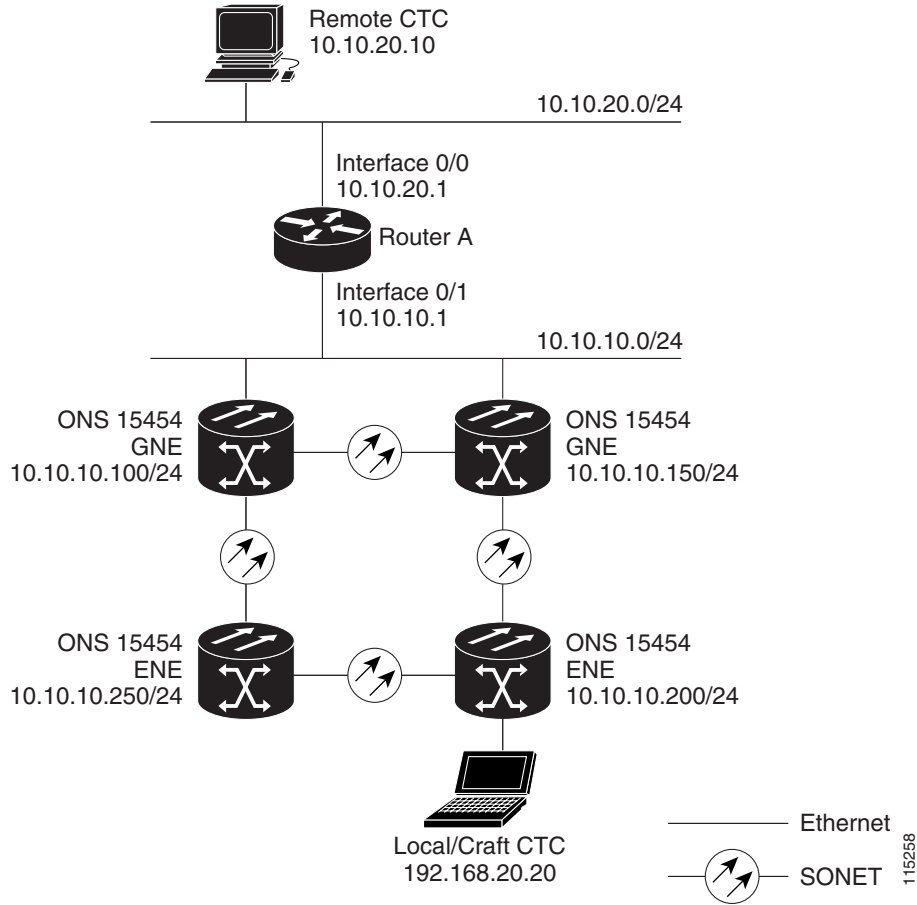 Remote CTC
10.10.20.10
10.10.20.0/24
Interface 0/0
10.10.20.1
Router A
Interface 0/1
10.10.10.1
10.10.10.0/24
ONS 15454
GNE
10.10.10.100/24
ONS 15454
GNE
10.10.10.150/24
ONS 15454
ENE
10.10.10.250/24
ONS 15454
ENE
10.10.10.200/24
Local/Craft CTC
192.168.20.20
Ethernet
SONET
115258